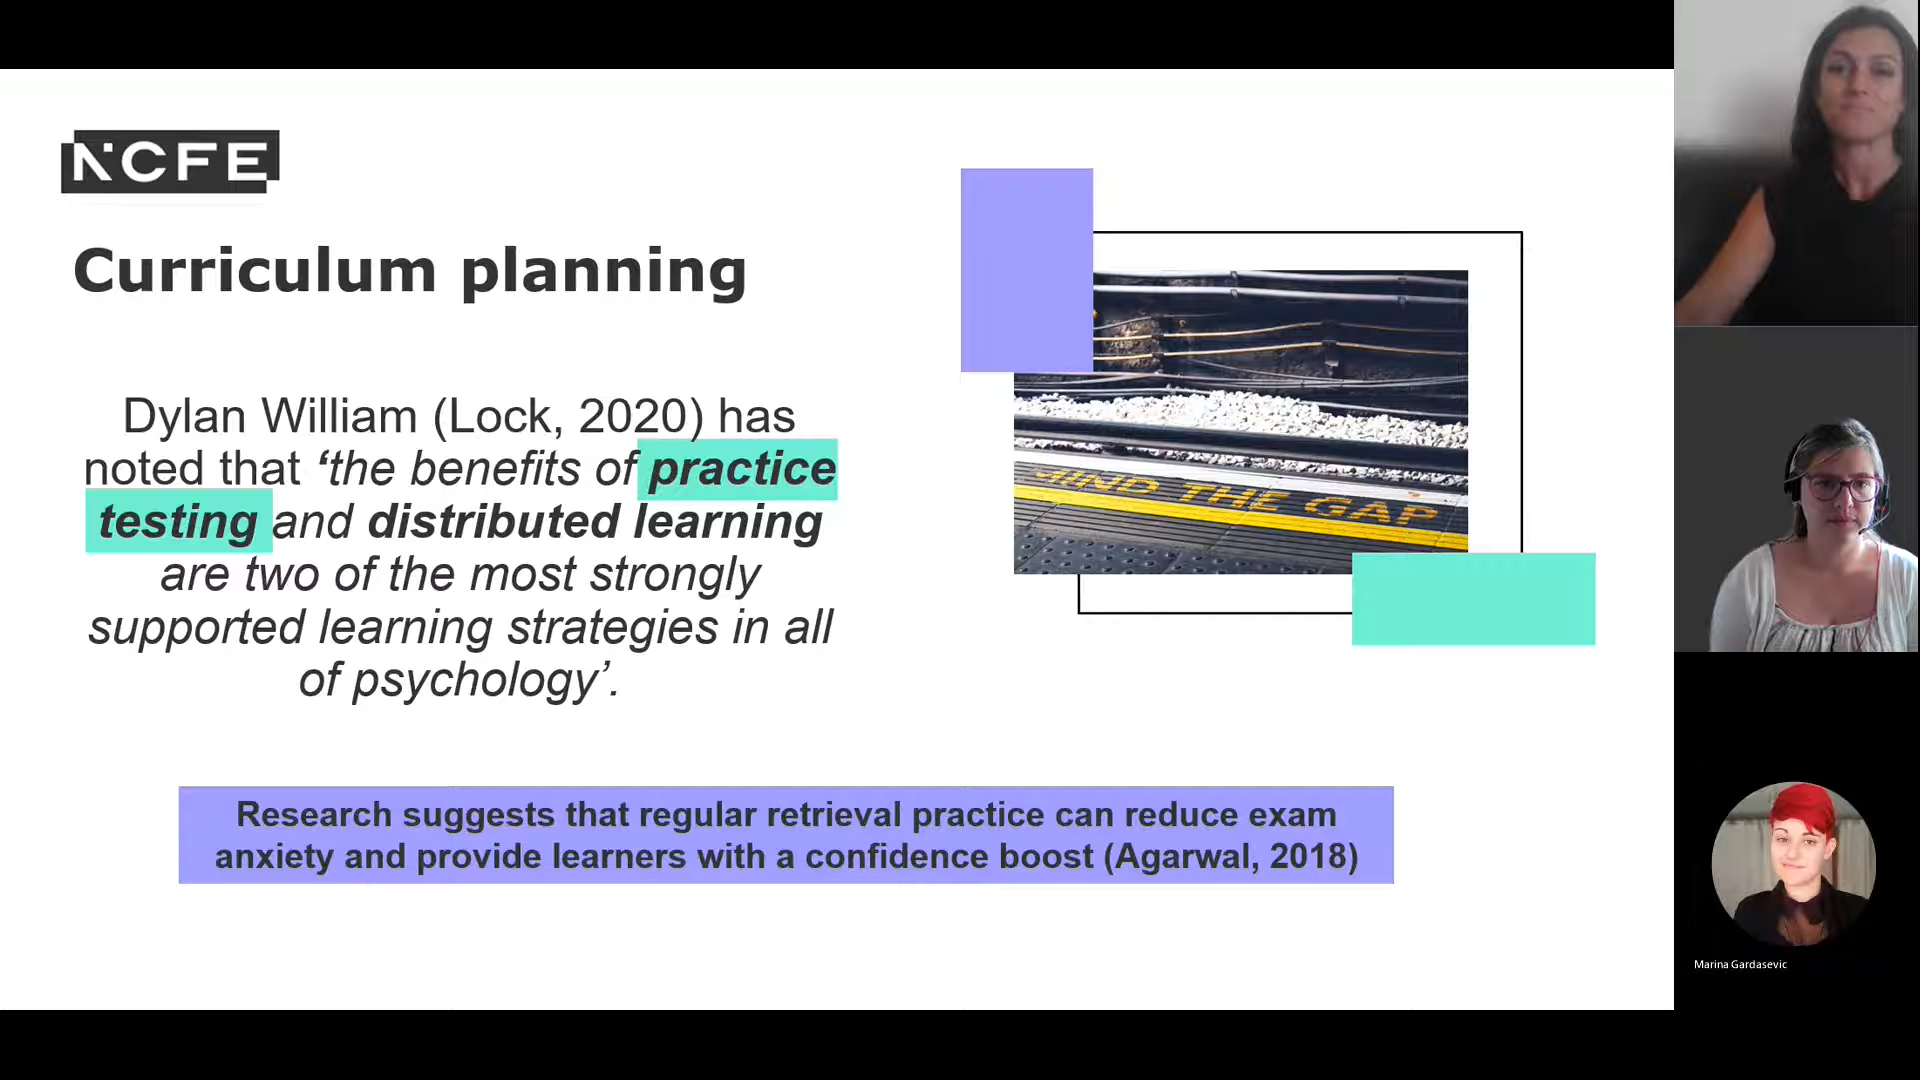 NCFE
Curriculum planning
Dylan William (Lock, 2020) has
noted that ‘the benefits of practice
testing and distributed learning
are two of the most strongly
supported learning strategies in all
of psychology’.
MIND THE GAP
Research suggests that regular retrieval practice can reduce exam
anxiety and provide learners with a confidence boost (Agarwal, 2018)
Marina Gardasevic